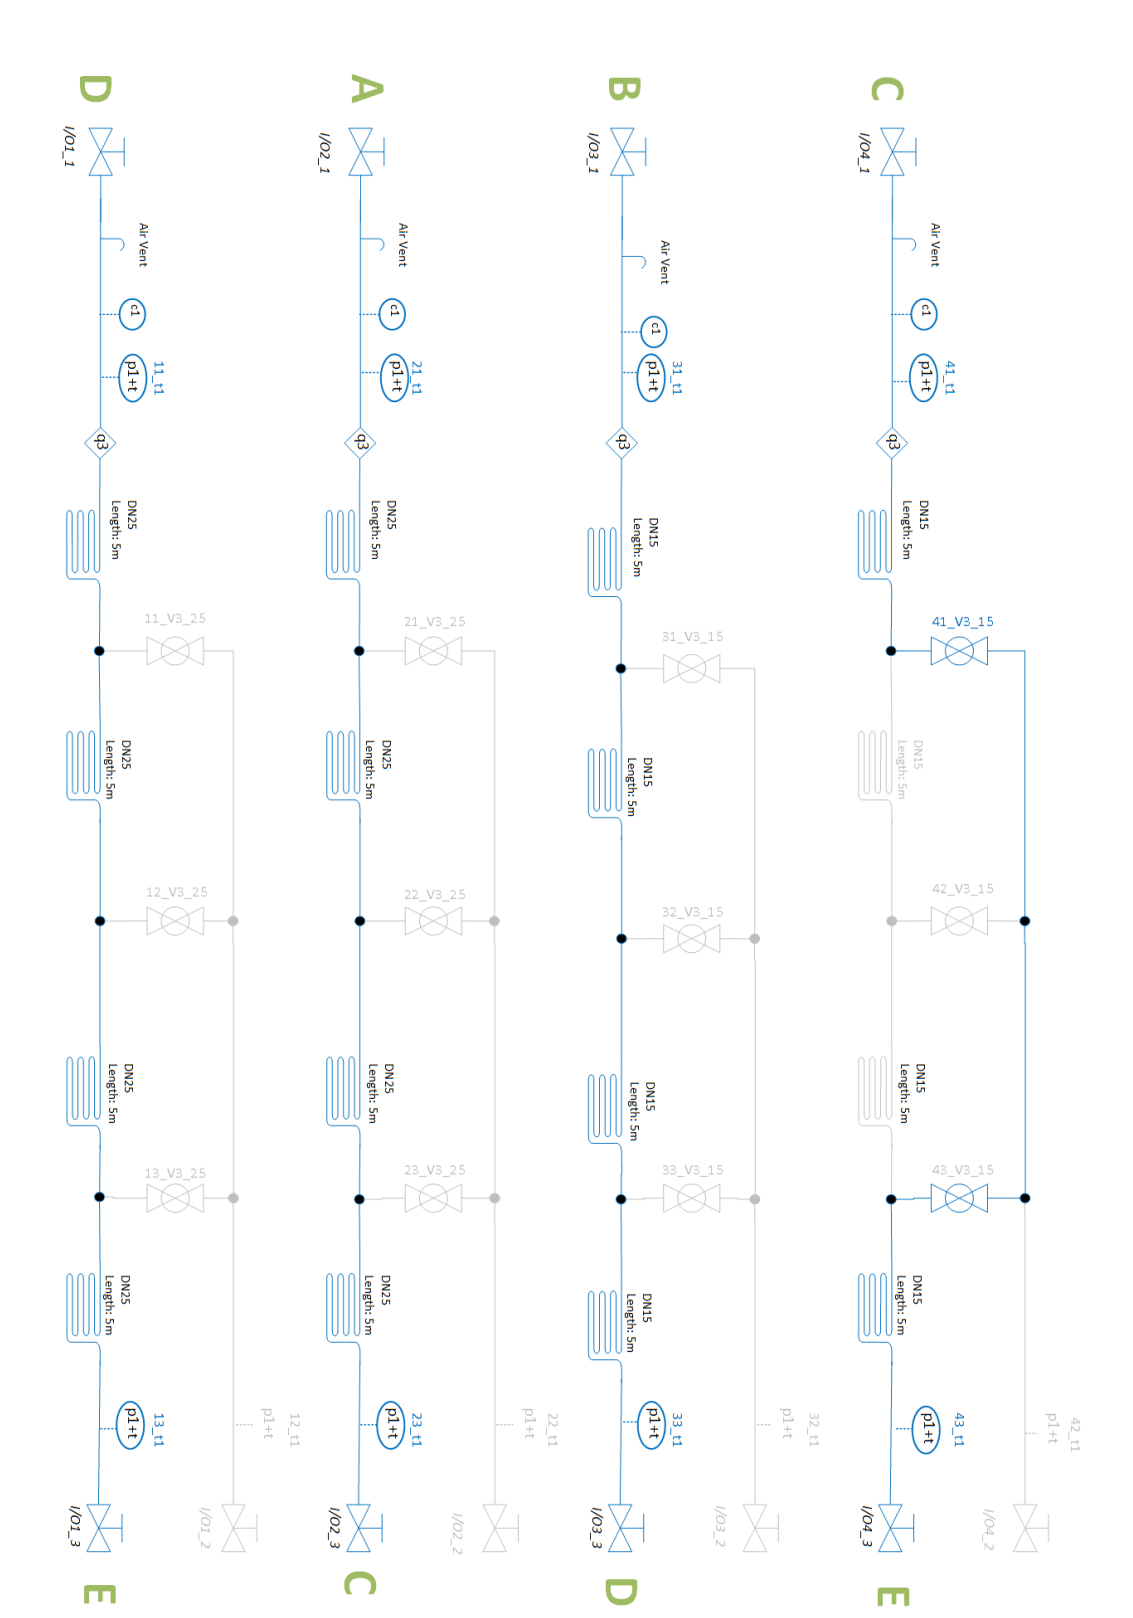 D
A
B
C
I/O1_1
I/O2_1
I/O3_1
I/O4_1
Air Vent
Air Vent
Air Vent
Air Vent
c1
c1
c1
c1
11_t1
p1+t
21_t1
p1+t
31_t1
p1+t
41_t1
p1+t
q3
q3
q3
q3
DN25
Length: 5m
DN25
Length: 5m
DN15
Length: 5m
DN15
Length: 5m
11_V3_25
21_V3_25
31_V3_15
41_V3_15
DN25
Length: 5m
DN25
Length: 5m
DN15
Length: 5m
DN15
Length: 5m
12_V3_25
22_V3_25
32_V3_15
42_V3_15
DN25
Length: 5m
DN25
Length: 5m
DN15
Length: 5m
DN15
Length: 5m
13_V3_25
23_V3_25
33_V3_15
43_V3_15
DN25
Length: 5m
DN25
Length: 5m
DN15
Length: 5m
DN15
Length: 5m
13_t1
p1+t
12_t1
p1+t
23_t1
p1+t
22_t1
p1+t
33_t1
p1+t
32_t1
p1+t
43_t1
p1+t
42_t1
p1+t
I/O1_3
I/O1_2
I/O2_3
I/O2_2
I/O3_3
I/O3_2
I/O4_3
I/O4_2
E
C
D
E